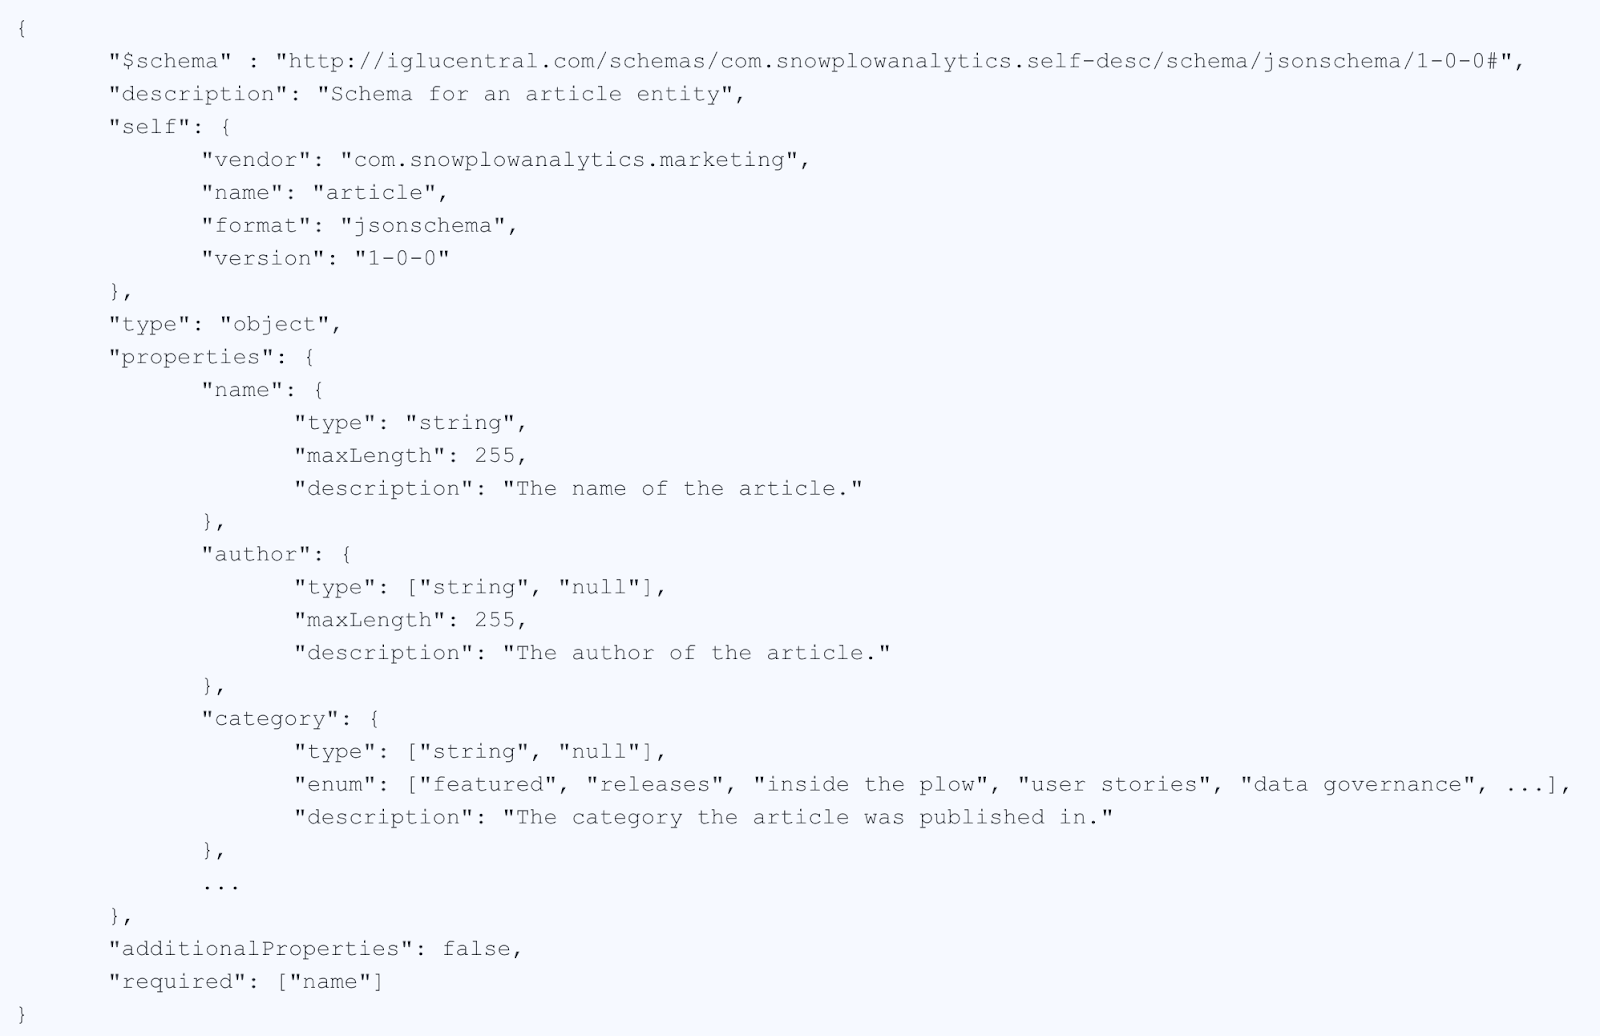 {
"$schema" : "http://iglucentral.com/schemas/com.snowplowanalytics.self-desc/schema/jsonschema/1-0-0#",
"description": "Schema for an article entity",
"self": {
"vendor": "com.snowplowanalytics.marketing",
"name": "article",
"format": "jsonschema",
"version": "1-0-0"
},
"type": "object",
"properties": {
"name": {
"type": "string",
"maxLength": 255,
"description": "The name of the article."
},
"author": {
"type": ["string", "null"],
"maxLength": 255,
"description": "The author of the article."
},
"category": {
"type": ["string", "null"],
"enum": ["featured", "releases", "inside the plow", "user stories", "data governance", ...],
"description": "The category the article was published in."
},
...
},
"additionalProperties": false,
"required": ["name"]
}